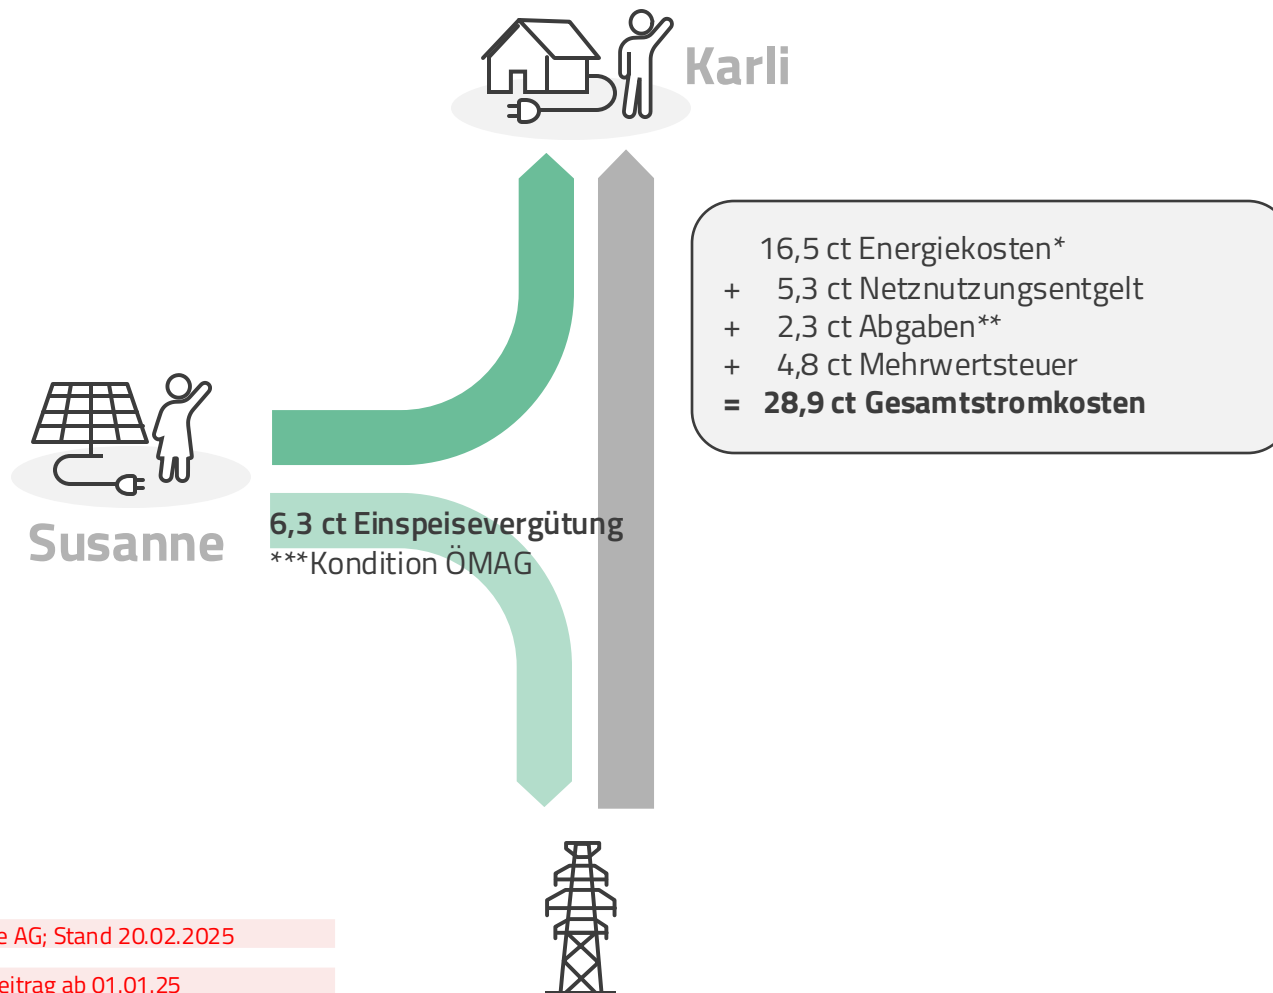 Karli
16,5 ct Energiekosten*
+ 5,3 ct Netznutzungsentgelt
+ 2,3 ct Abgaben**
+ 4,8 ct Mehrwertsteuer
= 28,9 ct Gesamtstromkosten
Susanne
6,3 ct Einspeisevergütung
***Kondition ÖMAG
AG; Stand 20.02.2025
ab 01.01.25